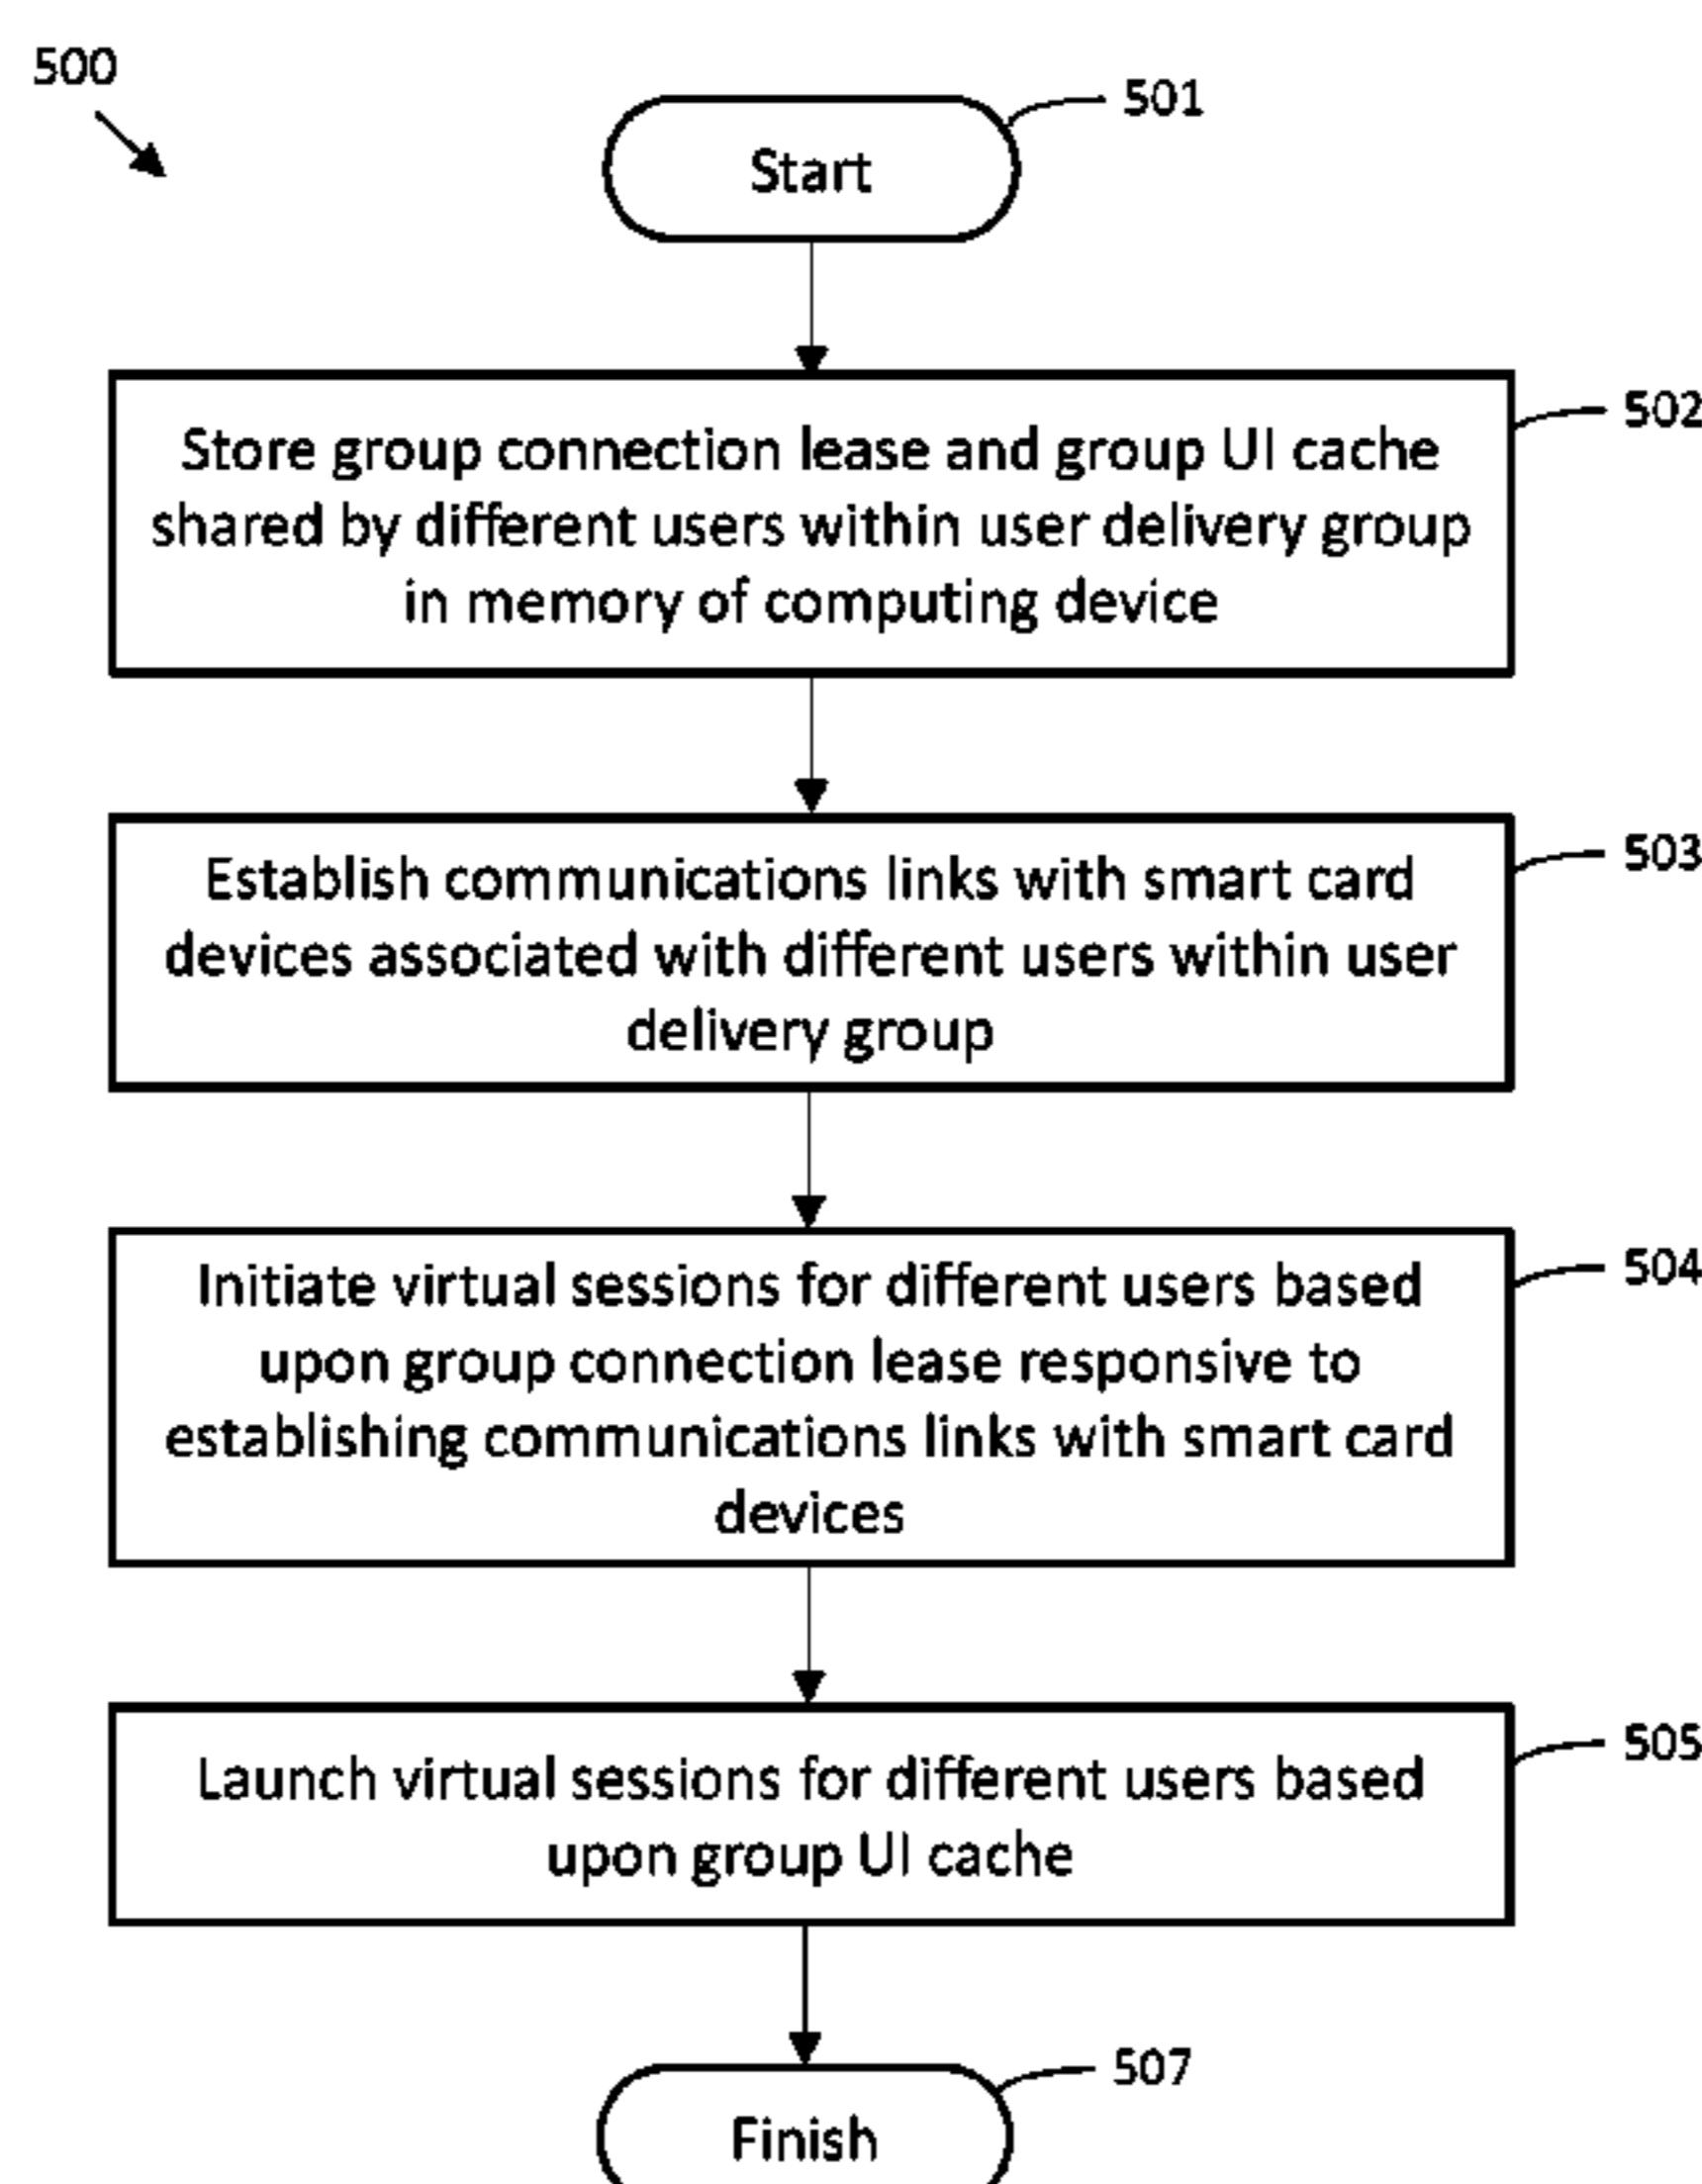 500
501
Start
502
Store group connection lease and group UI cache
shared by different users within user delivery group
in memory of computing device
503
Establish communications links with smart card
devices associated with different users within user
delivery group
504
Initiate virtual sessions for different users based
upon group connection lease responsive to
establishing communications links with smart card
devices
505
Launch virtual sessions for different users based
upon group UI cache
507
Finish